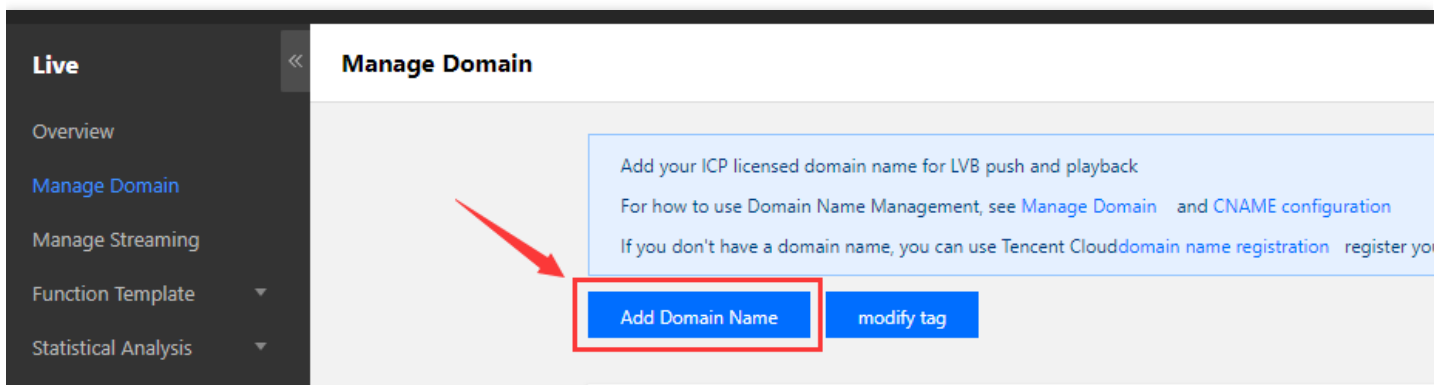 Live
Manage Domain
Overview
Manage Domain
Manage Streaming
Function Template
Statistical Analysis
Add your ICP licensed domain name for LVB push and playback
For how to use Domain Name Management, see Manage Domain and CNAME configuration
If you don't have a domain name, you can use Tencent Clouddomain name registration register
Add Domain Name
modify tag